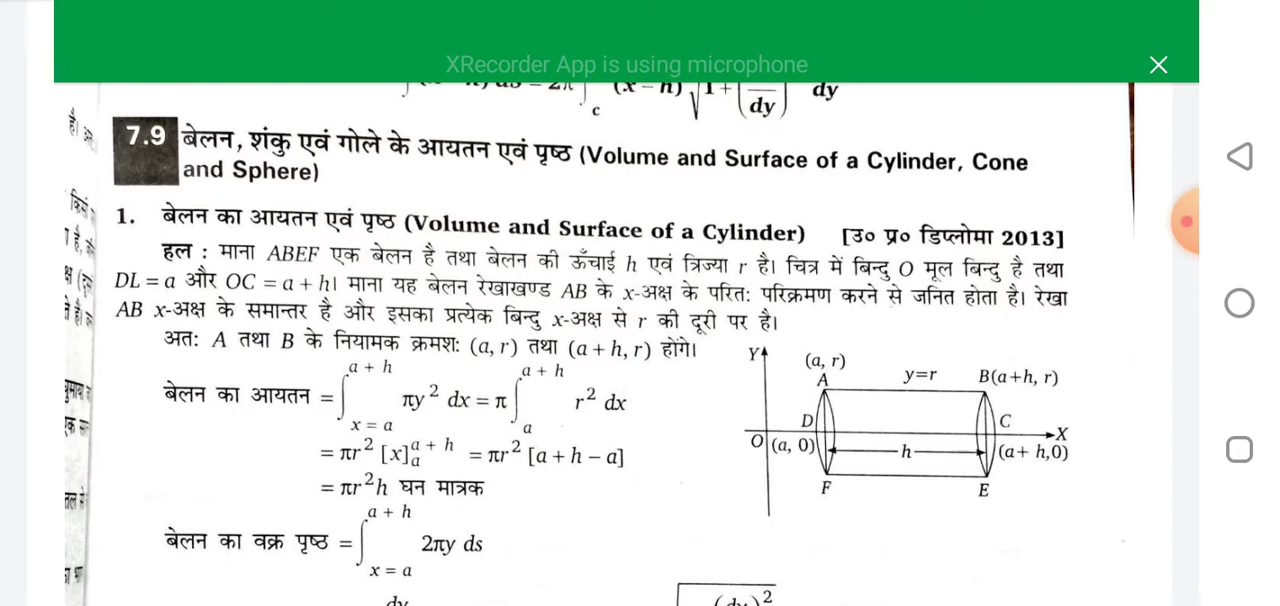 XRecorder App is using microphone
7.9 बेलन, शंकु एवं गोले के आयतन एवं पृष्ठ (Volume and Surface of a Cylinder, Cone
and Sphere)
1. बेलन का आयतन एवं पृष्ठ (Volume and Surface of a Cylinder) [उ० प्र० डिप्लोमा 2013]
हल : माना ABEF एक बेलन है तथा बेलन की ऊँचाई h एवं त्रिज्या r है। चित्र में बिन्दु O मूल बिन्दु है तथा
DL = a और OC = a + h। माना यह बेलन रेखाखण्ड AB के x-अक्ष के परितः परिक्रमण करने से जनित होता है। रेखा
AB x-अक्ष के समान्तर है और इसका प्रत्येक बिन्दु x-अक्ष से r की दूरी पर है।
अतः A तथा B के नियामक क्रमशः (a, r) तथा (a + h, r) होंगे।
बेलन का आयतन = ∫_{x = a}^{a + h} πy² dx = π ∫_{a}^{a + h} r² dx
= πr² [x]_{a}^{a + h} = πr² [a + h – a]
= πr²h घन मात्रक
बेलन का वक्र पृष्ठ = ∫_{x = a}^{a + h} 2πy ds
Y
(a, r)
A
y=r
B(a+h, r)
D
C
X
O
(a, 0)
h
(a+ h,0)
F
E